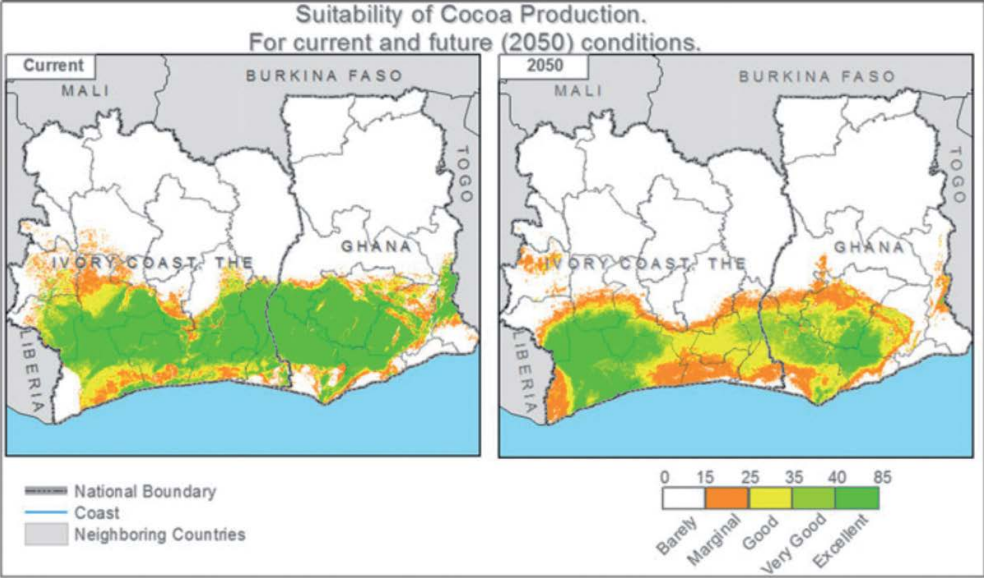 Suitability of Cocoa Production.
For current and future (2050) conditions.
Current
MALI
BURKINA FASO
TOGO
GHANA
IVORY COAST, THE
LIBERIA
2050
MALI
BURKINA FASO
TOGO
GHANA
IVORY COAST, THE
LIBERIA
National Boundary
Coast
Neighboring Countries
0 15 25 35 40 85
Barely
Marginal
Good
Very Good
Excellent